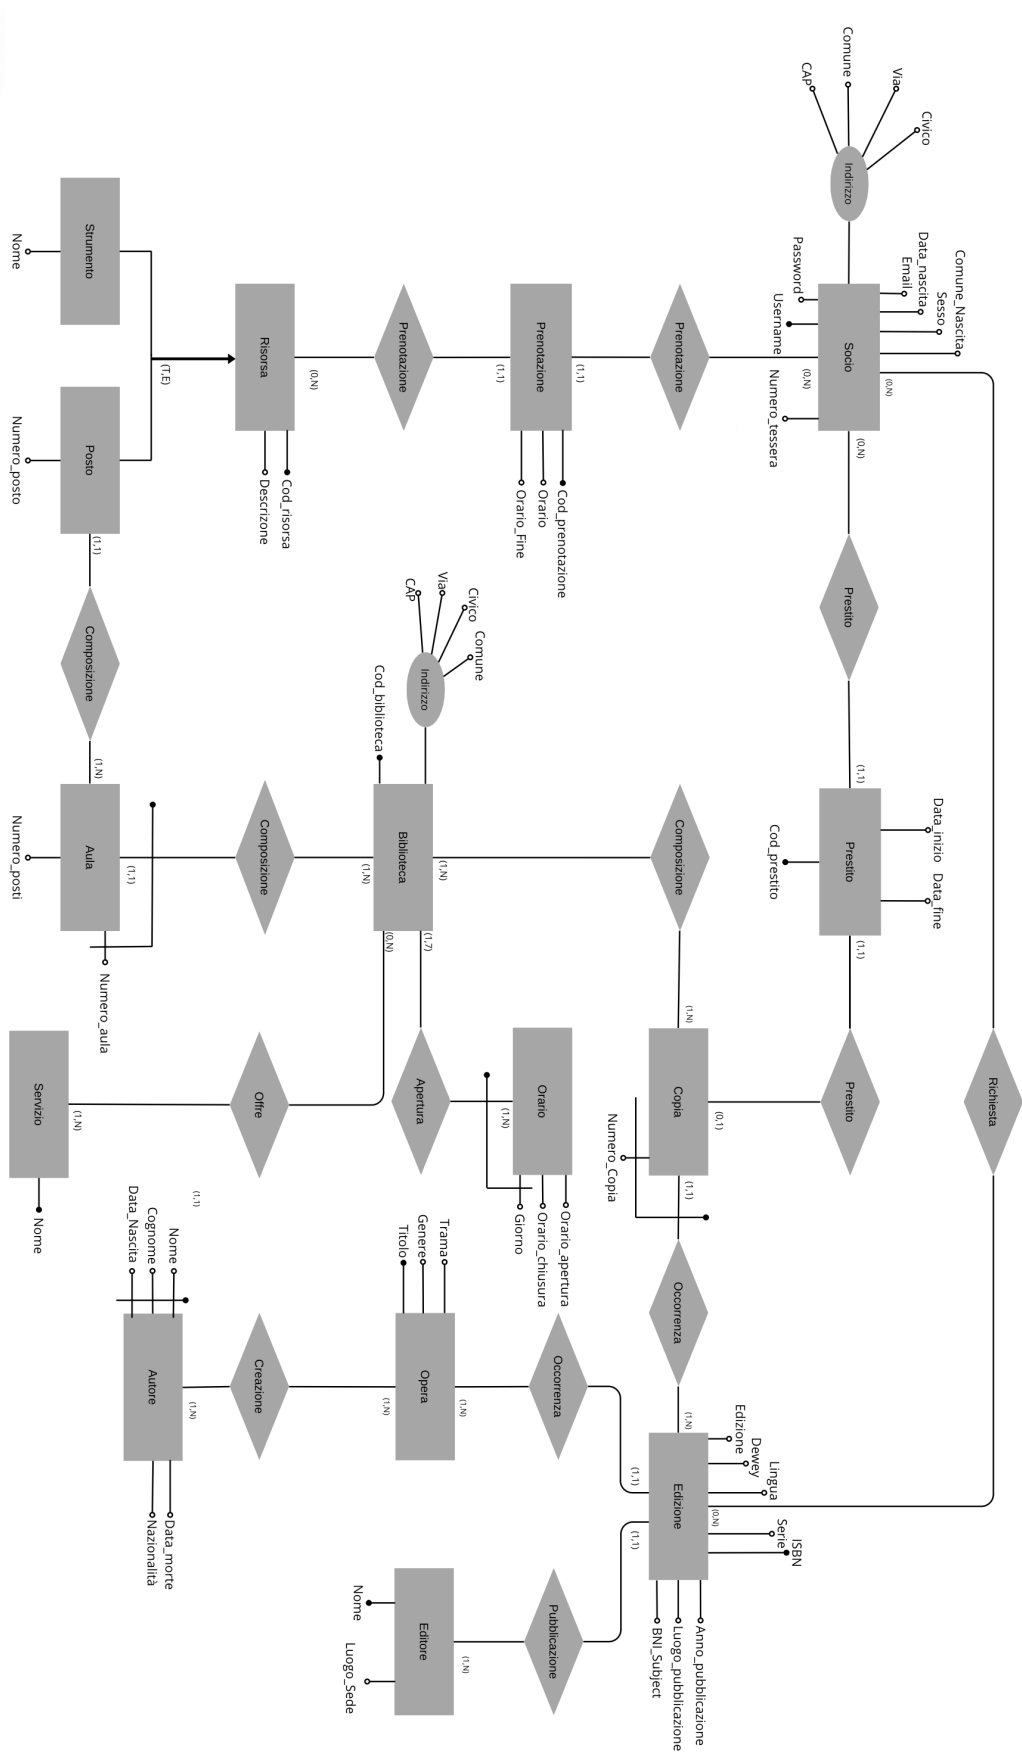 Richiesta
Comune_Nascita
Sesso
Data_nascita
Email
Civico
Via
Comune
CAP
Indirizzo
Socio
(0,N)
(0,N)
(0,N)
Password
Username
Numero_tessera
Prestito
(1,1)
Data_inizio
Data_fine
Prestito
Cod_prestito
(1,1)
Prestito
ISBN
Serie
Lingua
Dewey
Edizione
(0,N)
Edizione
(1,N)
(1,1)
(1,1)
Anno_pubblicazione
Luogo_pubblicazione
BNI_Subject
Prenotazione
Composizione
(0,1)
Copia
(1,N)
(1,1)
Numero_Copia
Occorrenza
(1,1)
Prenotazione
(1,1)
Cod_prenotazione
Orario
Orario_Fine
Orario
(1,N)
Orario_apertura
Orario_chiusura
Giorno
Occorrenza
Pubblicazione
Prenotazione
Comune
Civico
Via
CAP
Indirizzo
Cod_biblioteca
(1,N)
Biblioteca
(1,N)
(1,7)
(0,N)
Apertura
Trama
Genere
Titolo
(1,N)
Opera
(1,N)
(1,N)
Editore
Nome
Luogo_Sede
(0,N)
Risorsa
Cod_risorsa
Descrizone
Composizione
Offre
Creazione
(T,E)
(1,1)
(1,1)
(1,N)
Nome
Cognome
Data_Nascita
Autore
Data_morte
Nazionalità
Strumento
Posto
(1,1)
Composizione
(1,N)
Aula
Numero_aula
(1,N)
Servizio
Nome
Nome
Numero_posto
Numero_posti